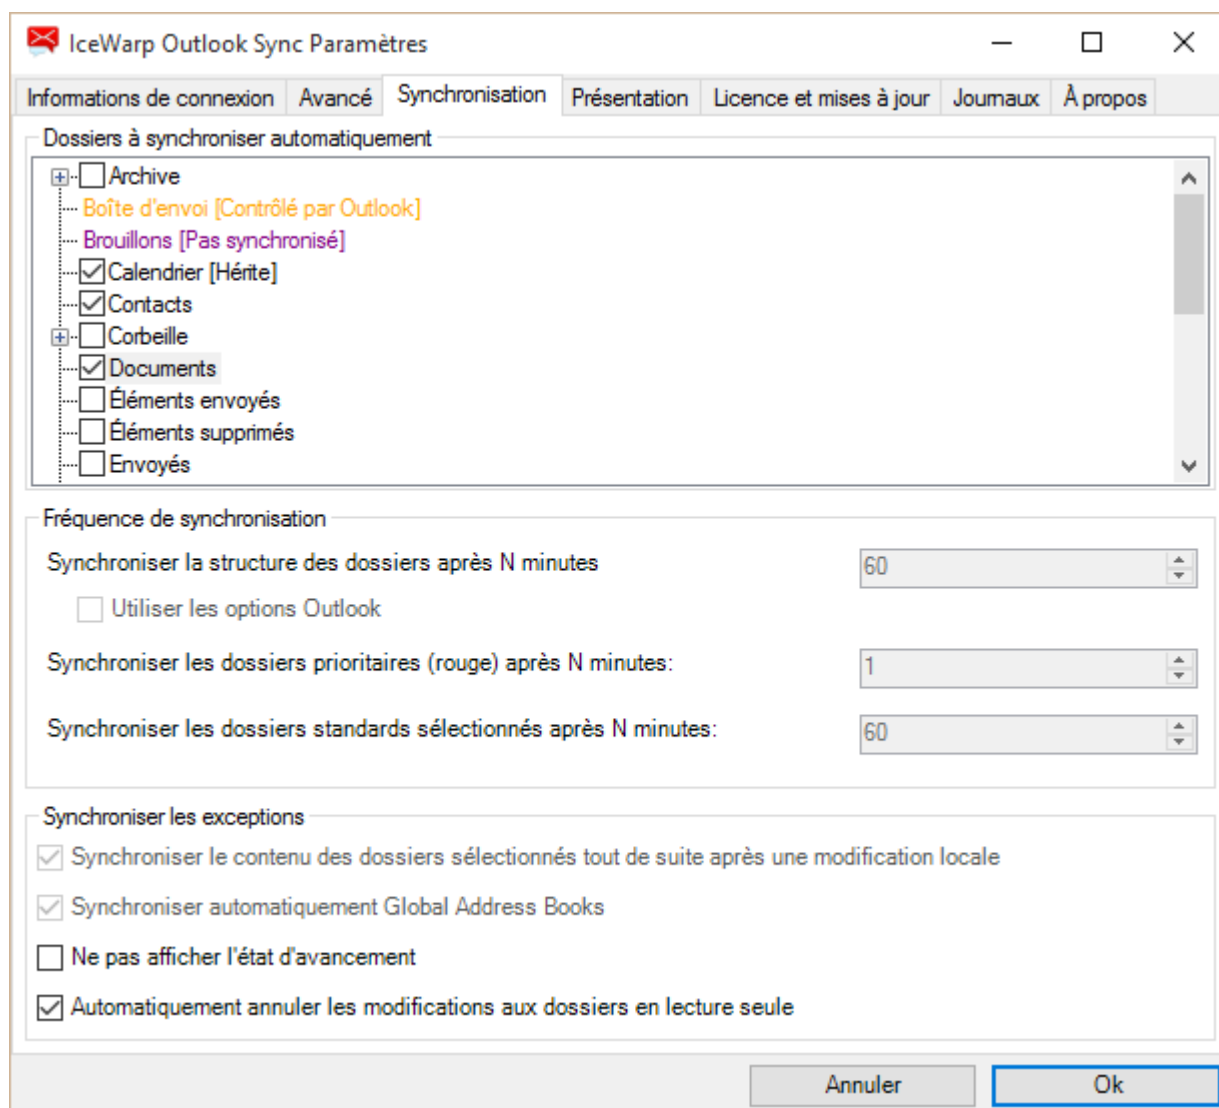 IceWarp Outlook Sync Paramètres
Informations de connexion Avancé Synchronisation Présentation Licence et mises à jour Journaux À propos
Dossiers à synchroniser automatiquement
Archive
Boîte d'envoi [Contrôlé par Outlook]
Brouillons [Pas synchronisé]
Calendrier [Hérite]
Contacts
Corbeille
Documents
Éléments envoyés
Éléments supprimés
Envoyés
Fréquence de synchronisation
Synchroniser la structure des dossiers après N minutes 60
Utiliser les options Outlook
Synchroniser les dossiers prioritaires (rouge) après N minutes: 1
Synchroniser les dossiers standards sélectionnés après N minutes: 60
Synchroniser les exceptions
Synchroniser le contenu des dossiers sélectionnés tout de suite après une modification locale
Synchroniser automatiquement Global Address Books
Ne pas afficher l'état d'avancement
Automatiquement annuler les modifications aux dossiers en lecture seule
Annuler Ok